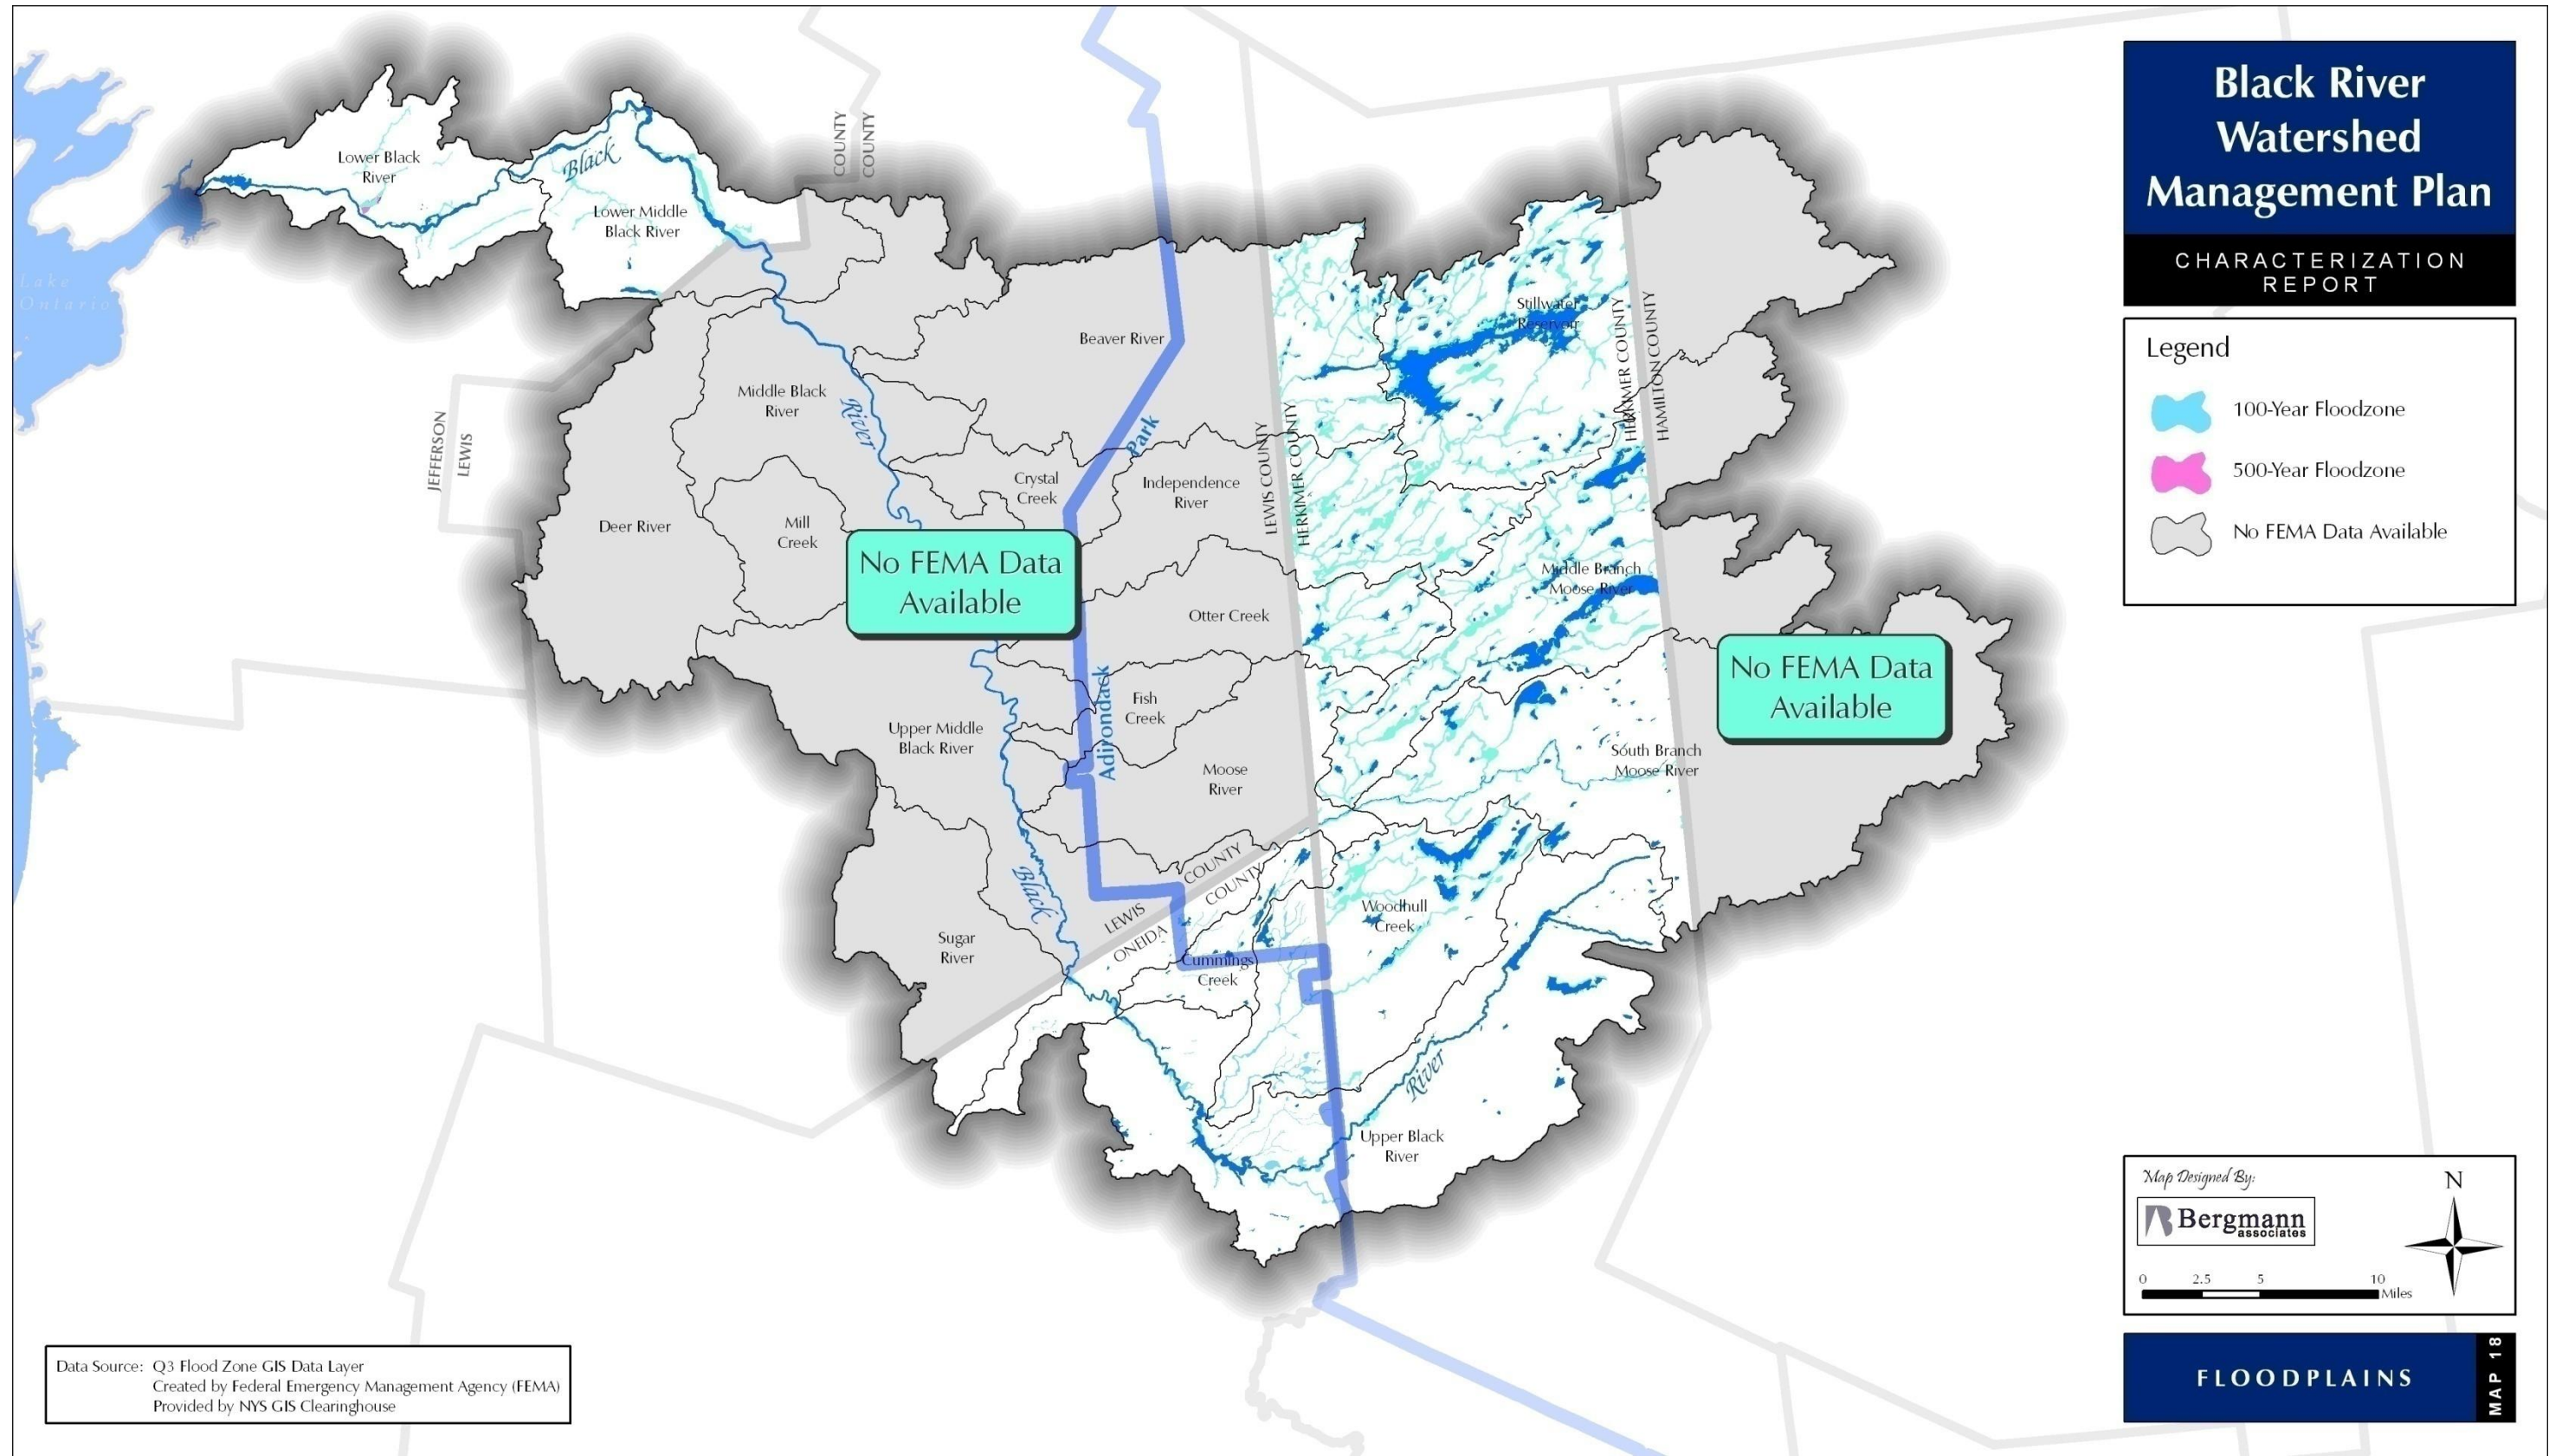 Black River
Watershed
Management Plan
CHARACTERIZATION
REPORT
Legend
100-Year Floodzone
500-Year Floodzone
No FEMA Data Available
Lake
Ontario
Lower Black
River
Black
Lower Middle
Black River
COUNTY
COUNTY
JEFFERSON
LEWIS
Beaver River
Stillwater
Reservoir
HERKIMER COUNTY
HAMILTON COUNTY
Middle Black
River
River
Park
LEWIS COUNTY
HERKIMER COUNTY
Crystal
Creek
Independence
River
Deer River
Mill
Creek
No FEMA Data
Available
Middle Branch
Moose River
Otter Creek
No FEMA Data
Available
Adirondack
Fish
Creek
Upper Middle
Black River
South Branch
Moose River
Moose
River
Black
COUNTY
COUNTY
LEWIS
ONEIDA
Woodhull
Creek
Sugar
River
Cummings
Creek
River
Upper Black
River
Map Designed By:
Bergmann
associates
N
0 2.5 5 10
Miles
FLOODPLAINS
MAP 18
Data Source: Q3 Flood Zone GIS Data Layer
Created by Federal Emergency Management Agency (FEMA)
Provided by NYS GIS Clearinghouse